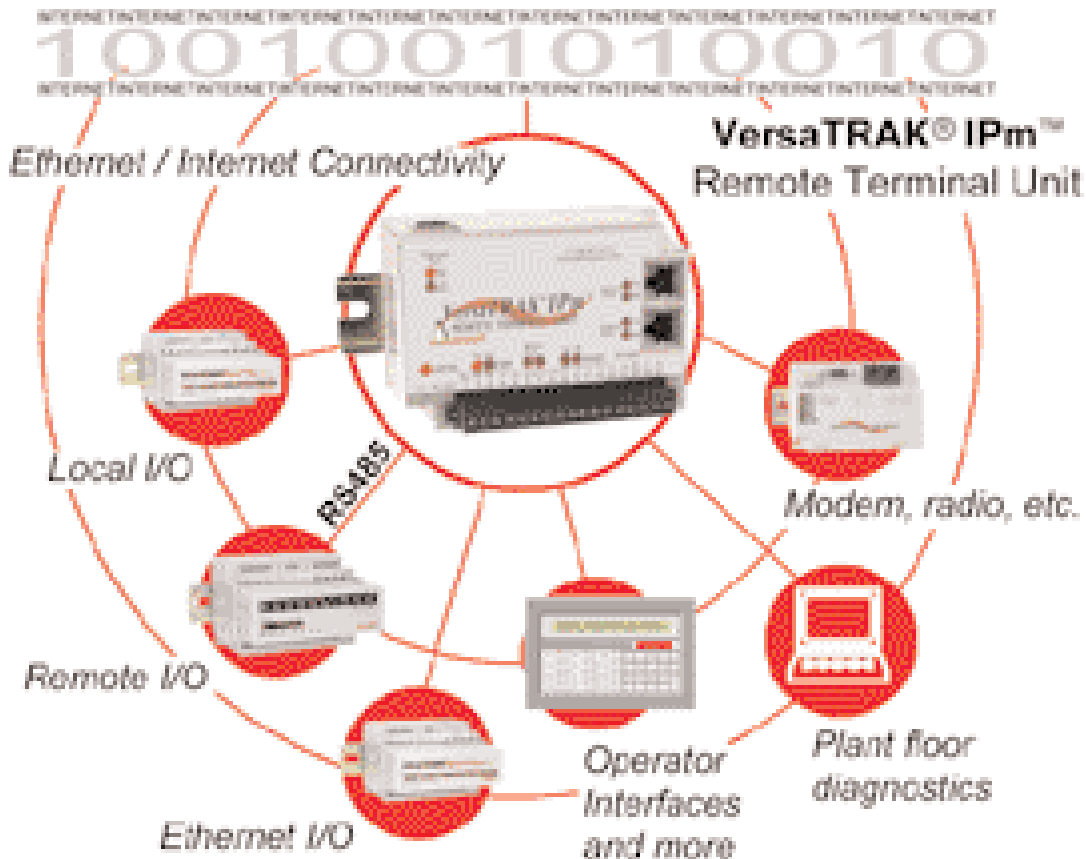 INTERNETINTERNETINTERNETINTERNETINTERNETINTERNETINTERNETINTERNETINTERNETINTERNETINTERNETINTERNET
1001001010010
INTERNETINTERNETINTERNETINTERNETINTERNETINTERNETINTERNETINTERNETINTERNETINTERNETINTERNETINTERNET
VersaTRAK® IPm™
Remote Terminal Unit
Ethernet / Internet Connectivity
Local I/O
RS485
Modem, radio, etc.
Remote I/O
Plant floor
diagnostics
Operator
Interfaces
and more
Ethernet I/O